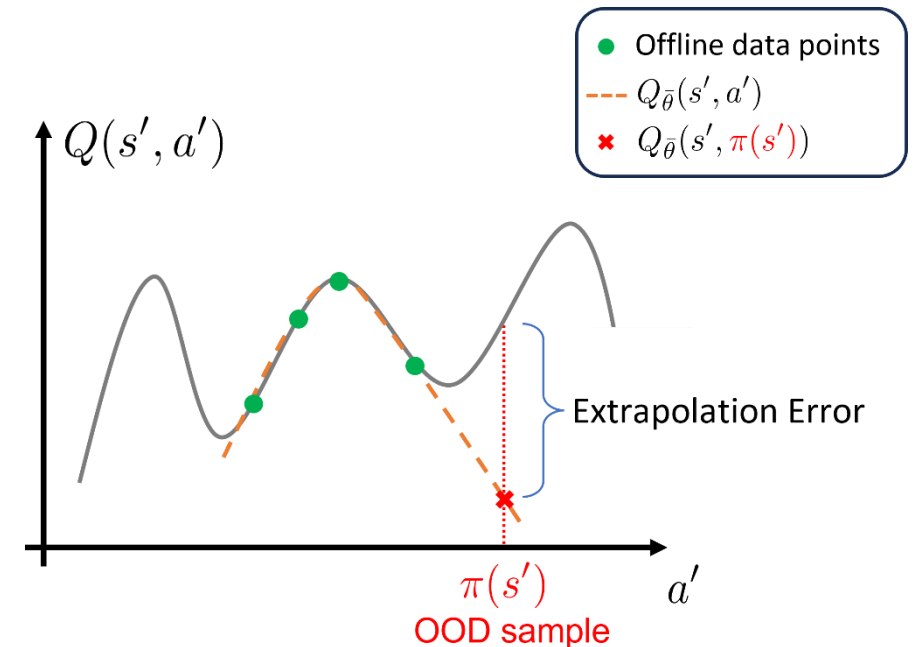 Offline data points
Q_θ̄(s′, a′)
Q_θ̄(s′, π(s′))
Q(s′, a′)
Extrapolation Error
π(s′)
a′
OOD sample